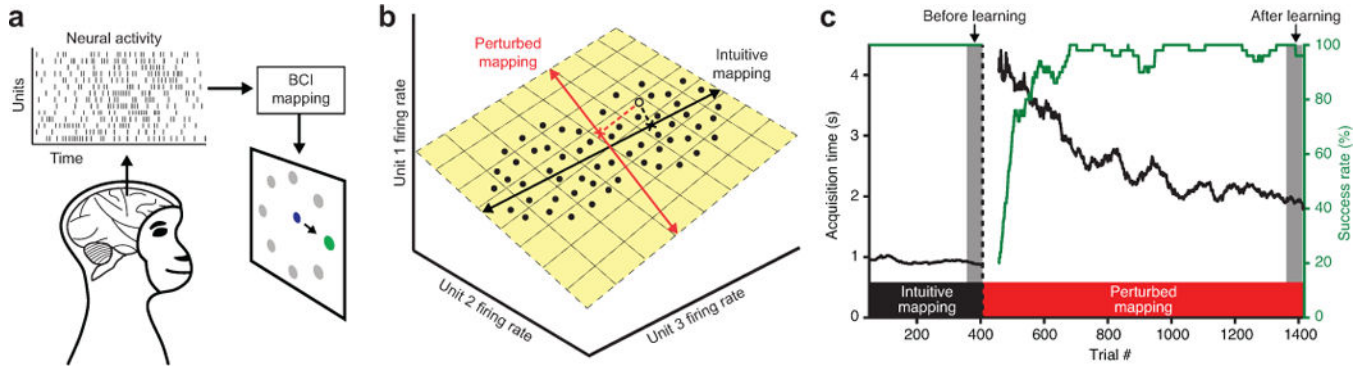 a
Neural activity
Units
Time
BCI
mapping
b
Perturbed
mapping
Intuitive
mapping
Unit 1 firing rate
Unit 2 firing rate
Unit 3 firing rate
c
Before learning
After learning
Acquisition time (s)
4
3
2
1
0
100
80
60
40
20
0
Success rate (%)
Intuitive
mapping
Perturbed
mapping
200
400
600
800
1000
1200
1400
Trial #